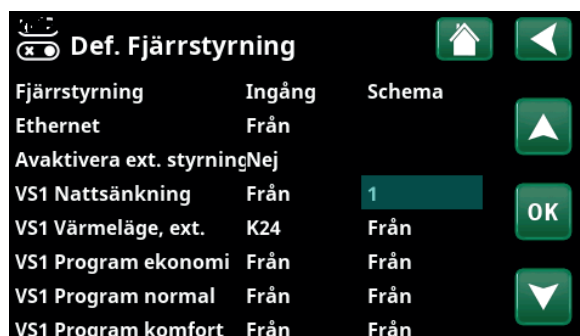 Def. Fjärrstyrning
Fjärrstyrning Ingång Schema
Ethernet Från
Avaktivera ext. styrning Nej
VS1 Nattsänkning Från 1
VS1 Värmeläge, ext. K24 Från
OK
VS1 Program ekonomi Från Från
VS1 Program normal Från Från
VS1 Program komfort Från Från